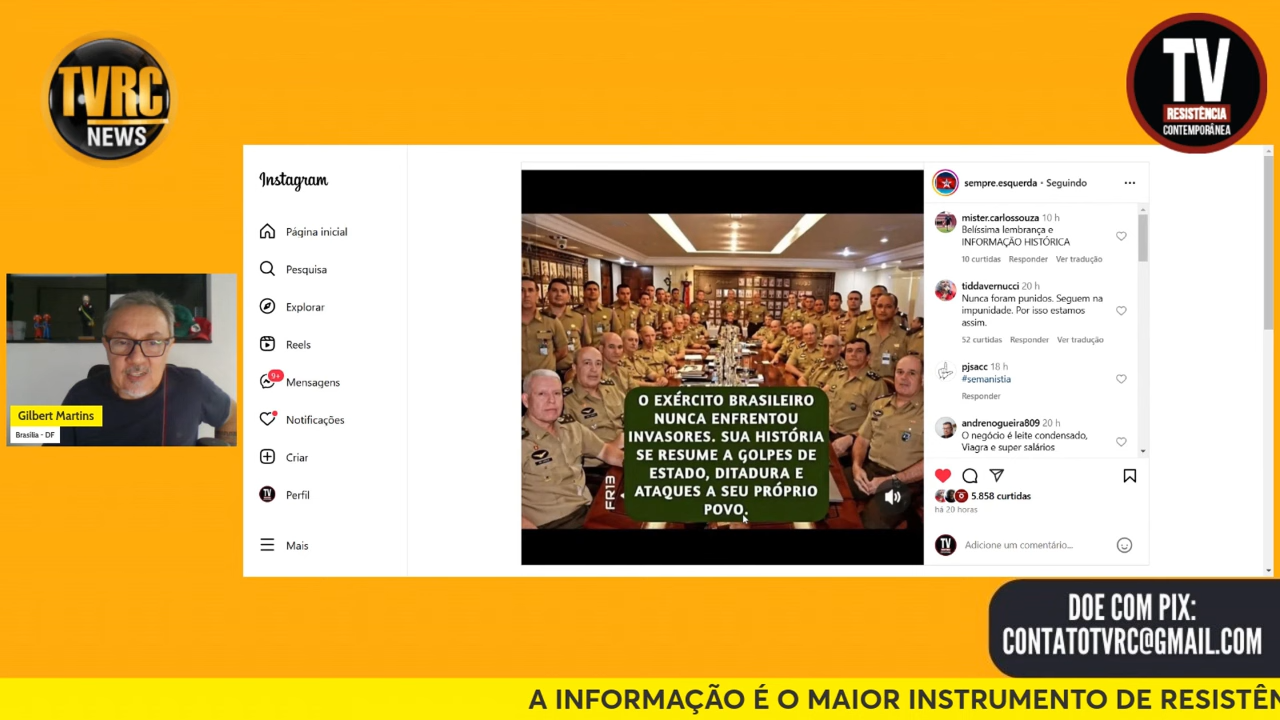 TVRC
NEWS
TV
RESISTÊNCIA
CONTEMPORÂNEA
Instagram
Página inicial
Pesquisa
Explorar
Reels
9+
Mensagens
Notificações
Criar
Perfil
Mais
Gilbert Martins
Brasília - DF
O EXÉRCITO BRASILEIRO
NUNCA ENFRENTOU
INVASORES. SUA HISTÓRIA
SE RESUME A GOLPES DE
ESTADO, DITADURA E
ATAQUES A SEU PRÓPRIO
POVO.
FR13
sempre.esquerda • Seguindo
mister.carlossouza 10 h
Belíssima lembrança e
INFORMAÇÃO HISTÓRICA
10 curtidas Responder Ver tradução
tiddavernucci 20 h
Nunca foram punidos. Seguem na
impunidade. Por isso estamos
assim.
52 curtidas Responder Ver tradução
pjsacc 18 h
#semanistia
Responder
andrenogueira809 20 h
O negócio é leite condensado,
Viagra e super salários
5.858 curtidas
há 20 horas
TV
Adicione um comentário...
DOE COM PIX:
CONTATOTVRC@GMAIL.COM
A INFORMAÇÃO É O MAIOR INSTRUMENTO DE RESISTÊN